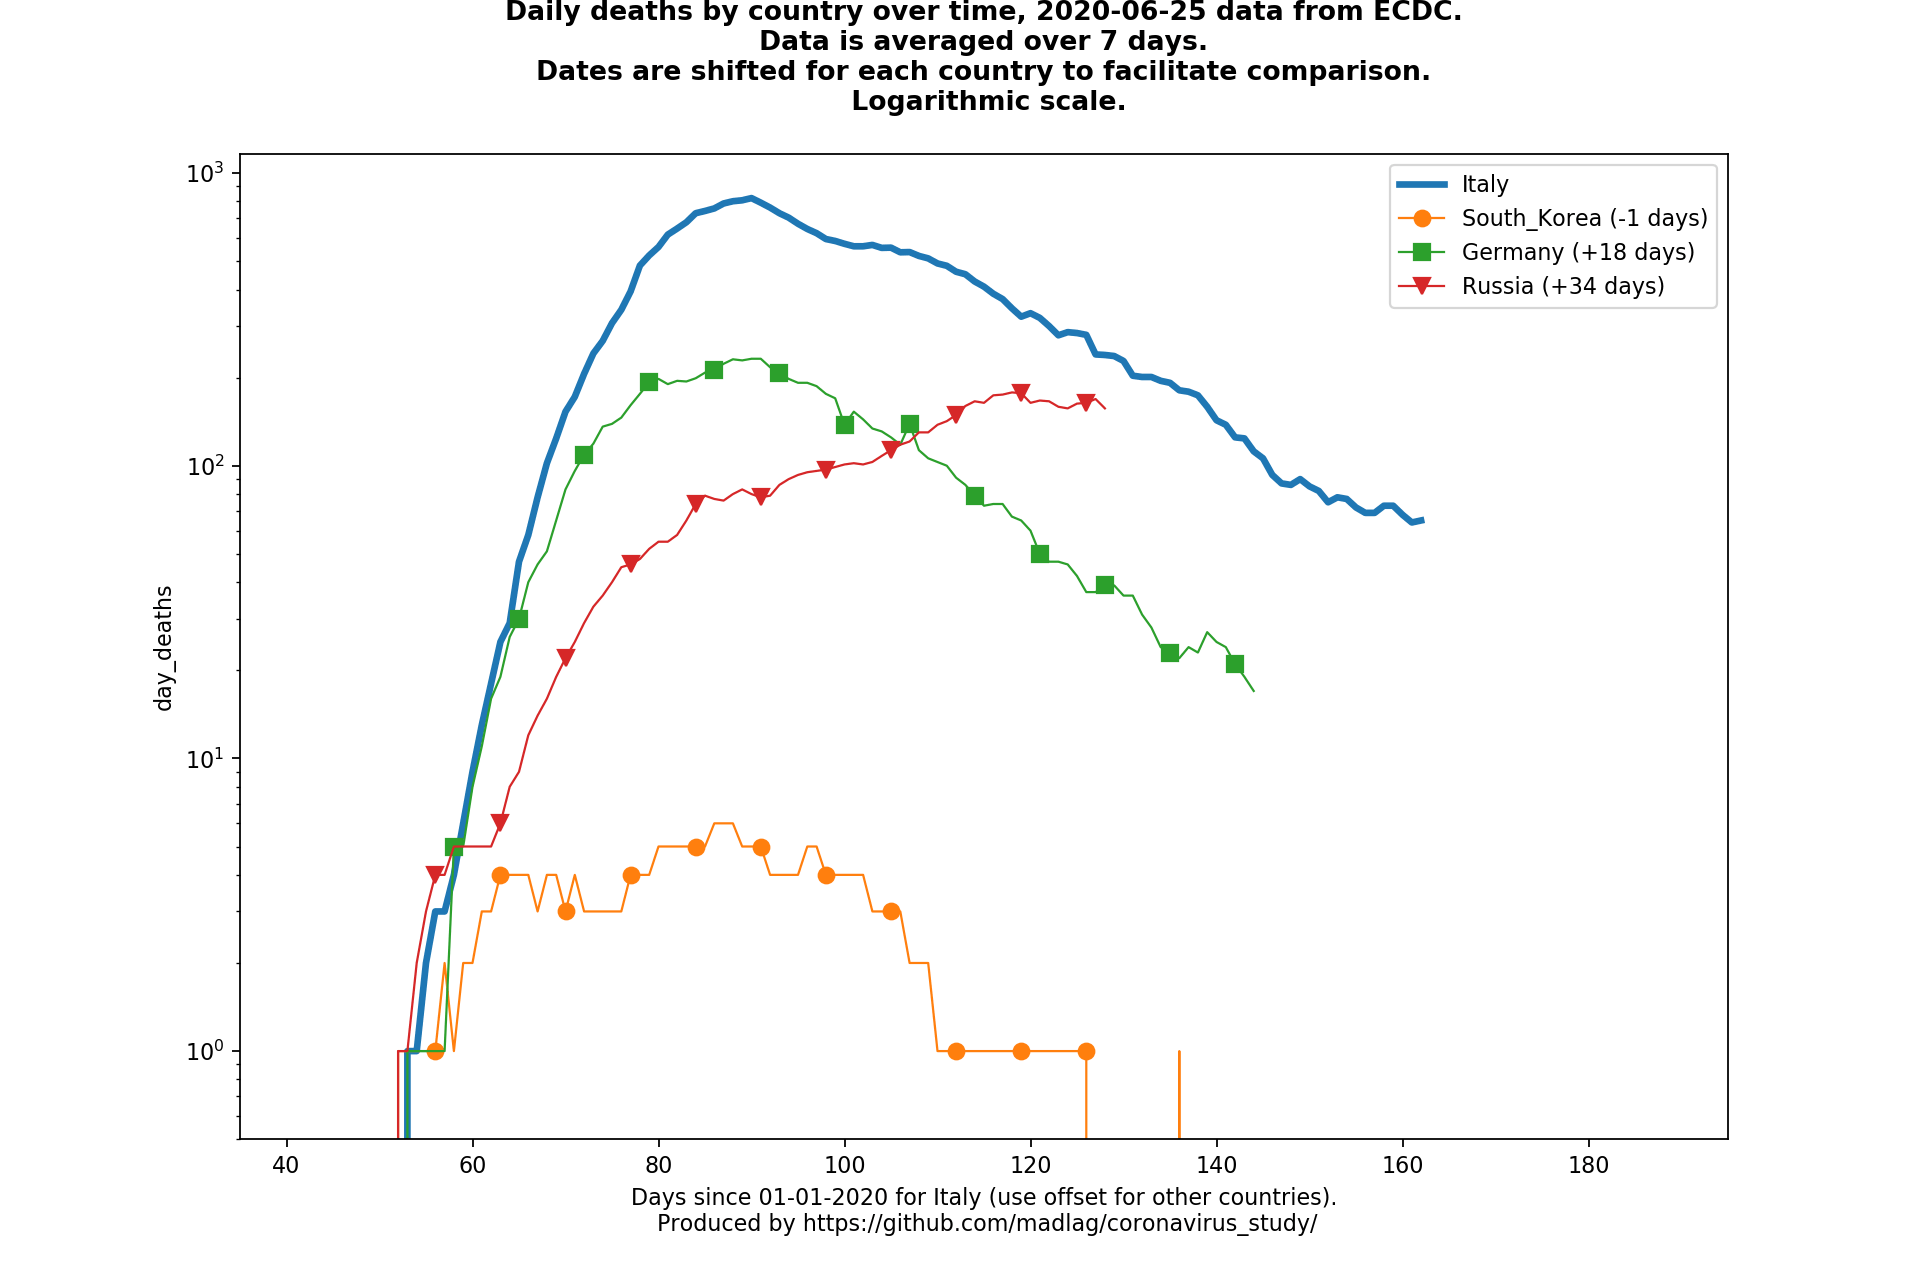 Daily deaths by country over time, 2020-06-25 data from ECDC.
Data is averaged over 7 days.
Dates are shifted for each country to facilitate comparison.
Logarithmic scale.
10³
10²
10¹
10⁰
day_deaths
Italy
South_Korea (-1 days)
Germany (+18 days)
Russia (+34 days)
40 60 80 100 120 140 160 180
Days since 01-01-2020 for Italy (use offset for other countries).
Produced by https://github.com/madlag/coronavirus_study/